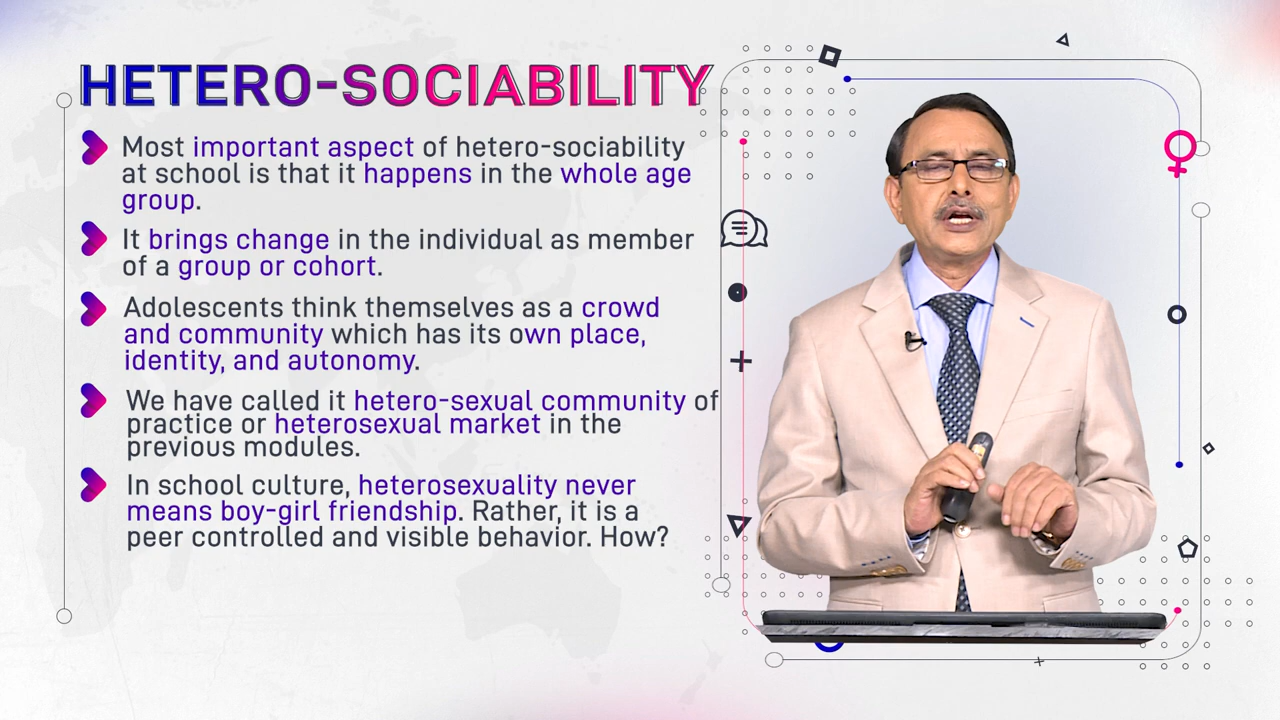 HETERO-SOCIABILITY
Most important aspect of hetero-sociability
at school is that it happens in the whole age
group.
It brings change in the individual as member
of a group or cohort.
Adolescents think themselves as a crowd
and community which has its own place,
identity, and autonomy.
We have called it hetero-sexual community of
practice or heterosexual market in the
previous modules.
In school culture, heterosexuality never
means boy-girl friendship. Rather, it is a
peer controlled and visible behavior. How?